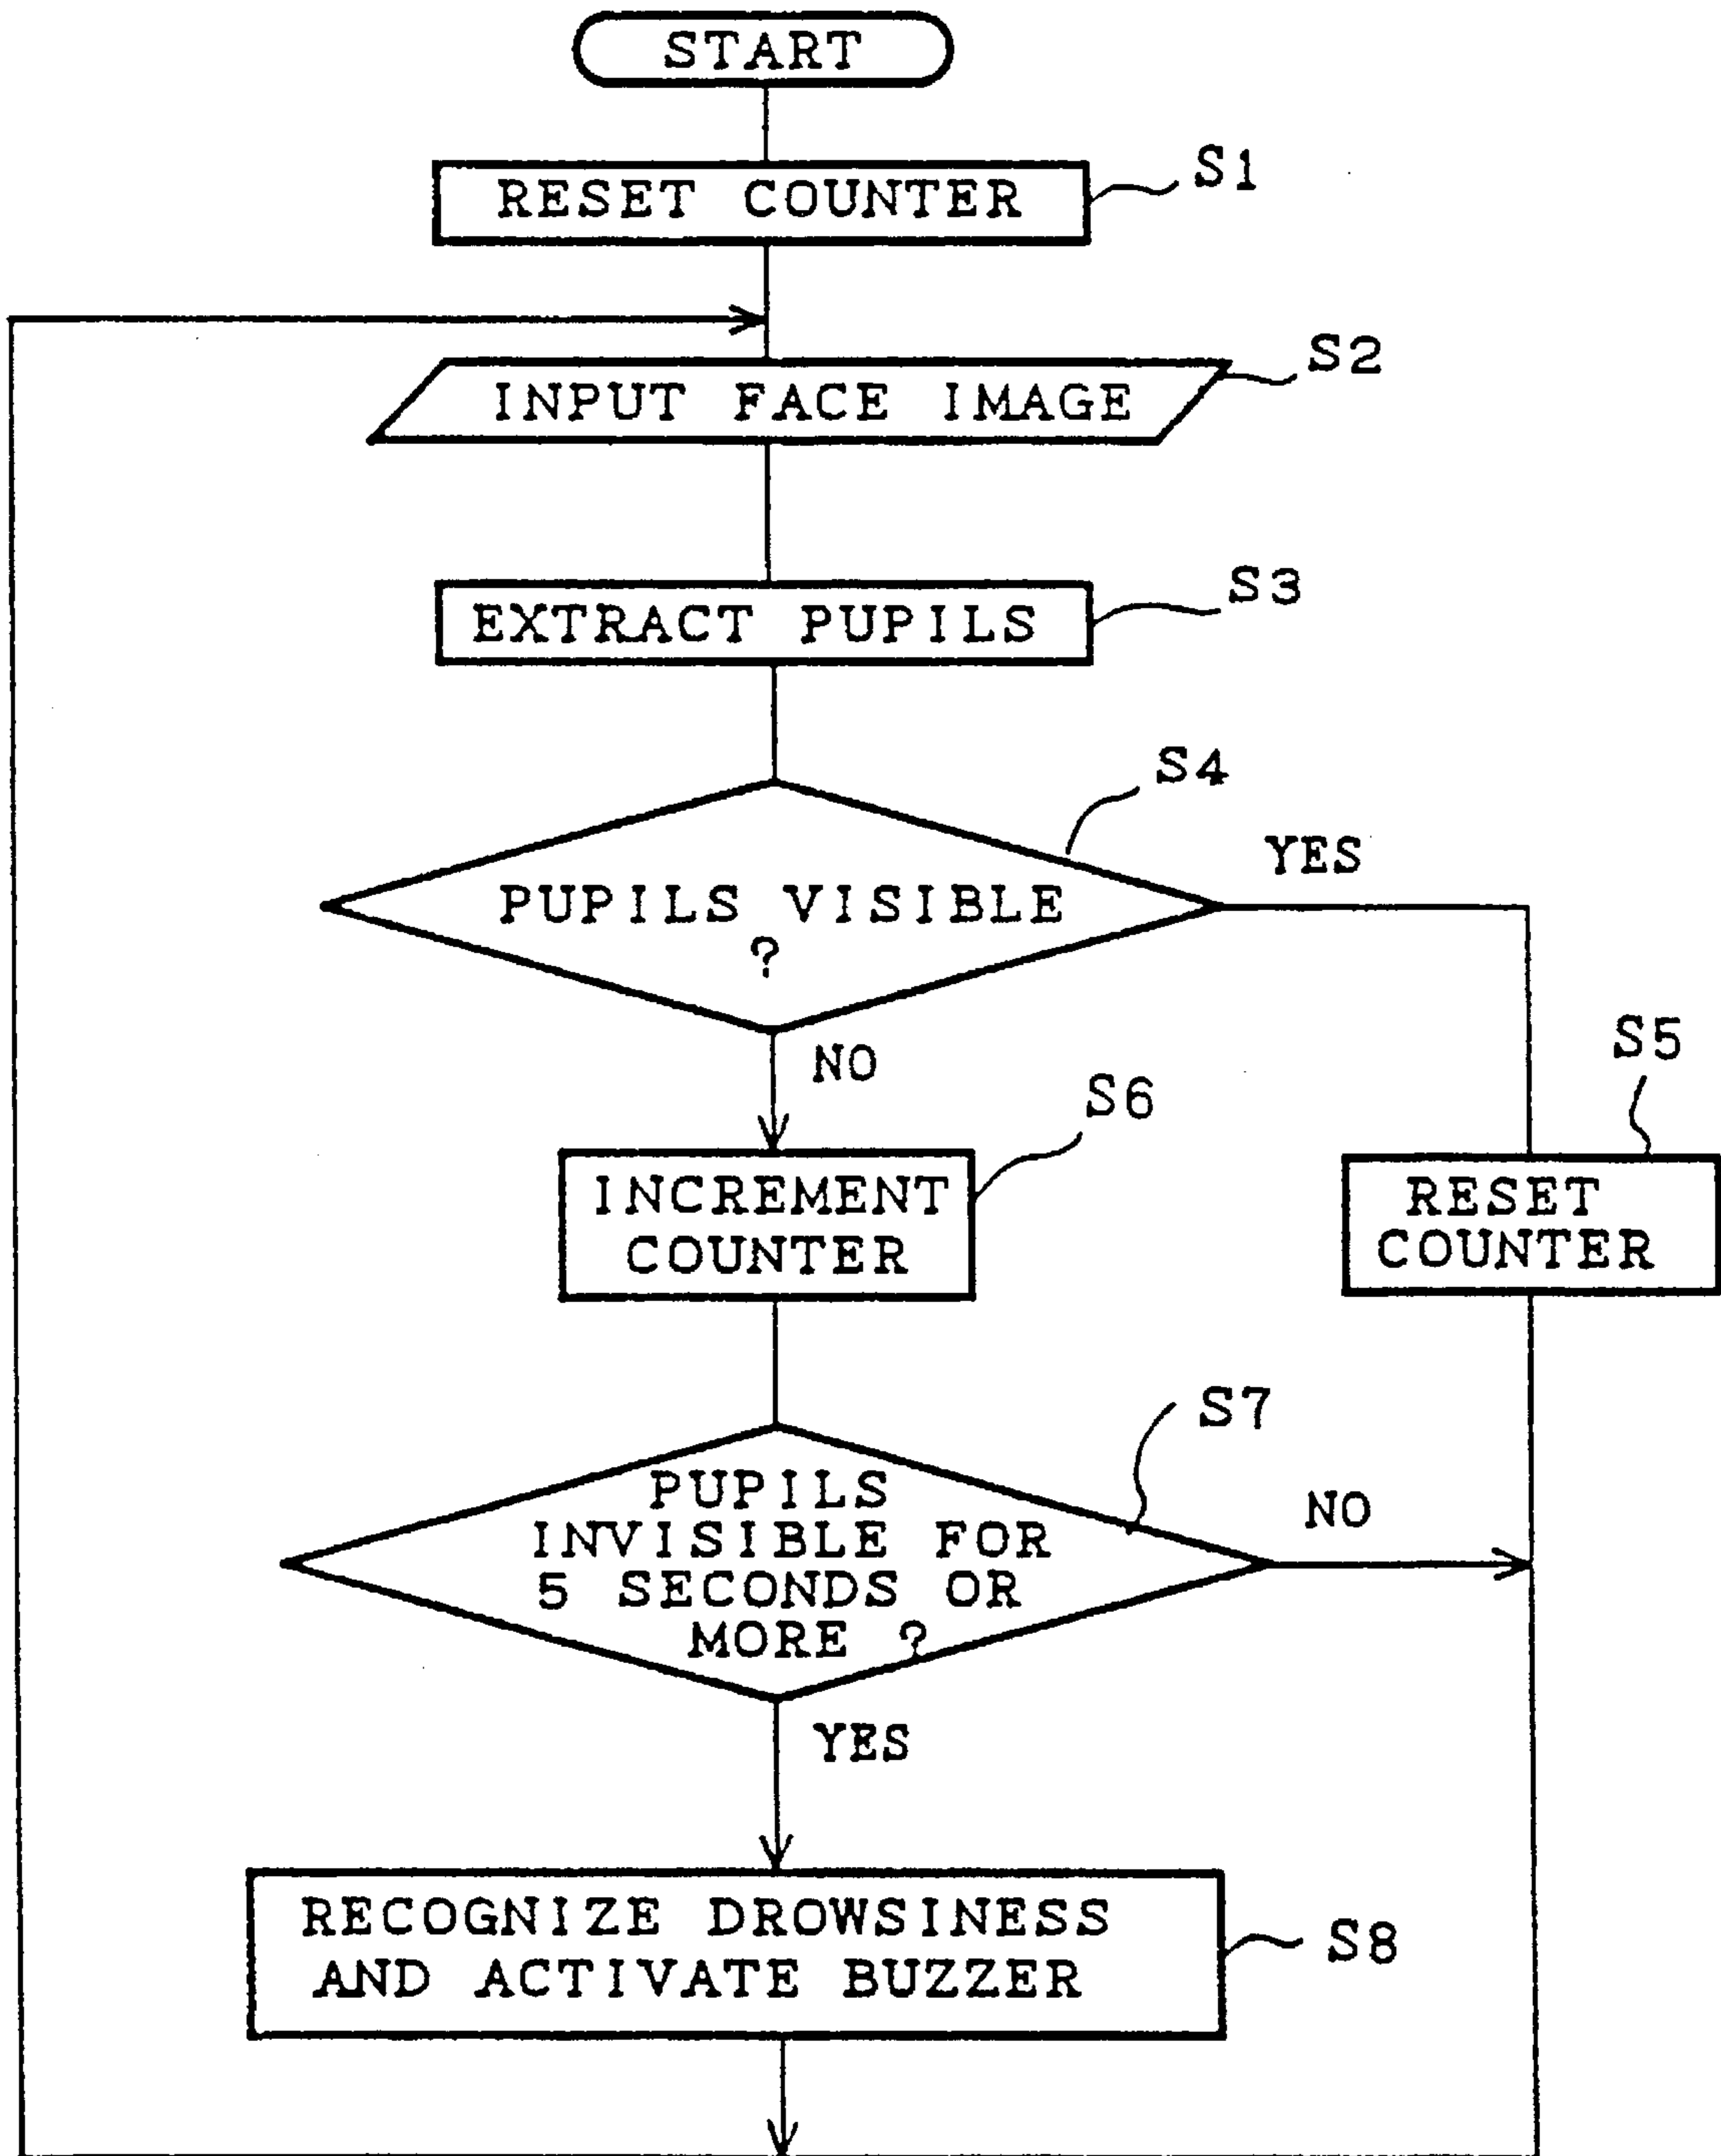 START
RESET COUNTER
S1
INPUT FACE IMAGE
S2
EXTRACT PUPILS
S3
S4
YES
PUPILS VISIBLE
?
NO
S6
S5
INCREMENT
COUNTER
RESET
COUNTER
S7
PUPILS
INVISIBLE FOR
5 SECONDS OR
MORE ?
NO
YES
RECOGNIZE DROWSINESS
AND ACTIVATE BUZZER
S8